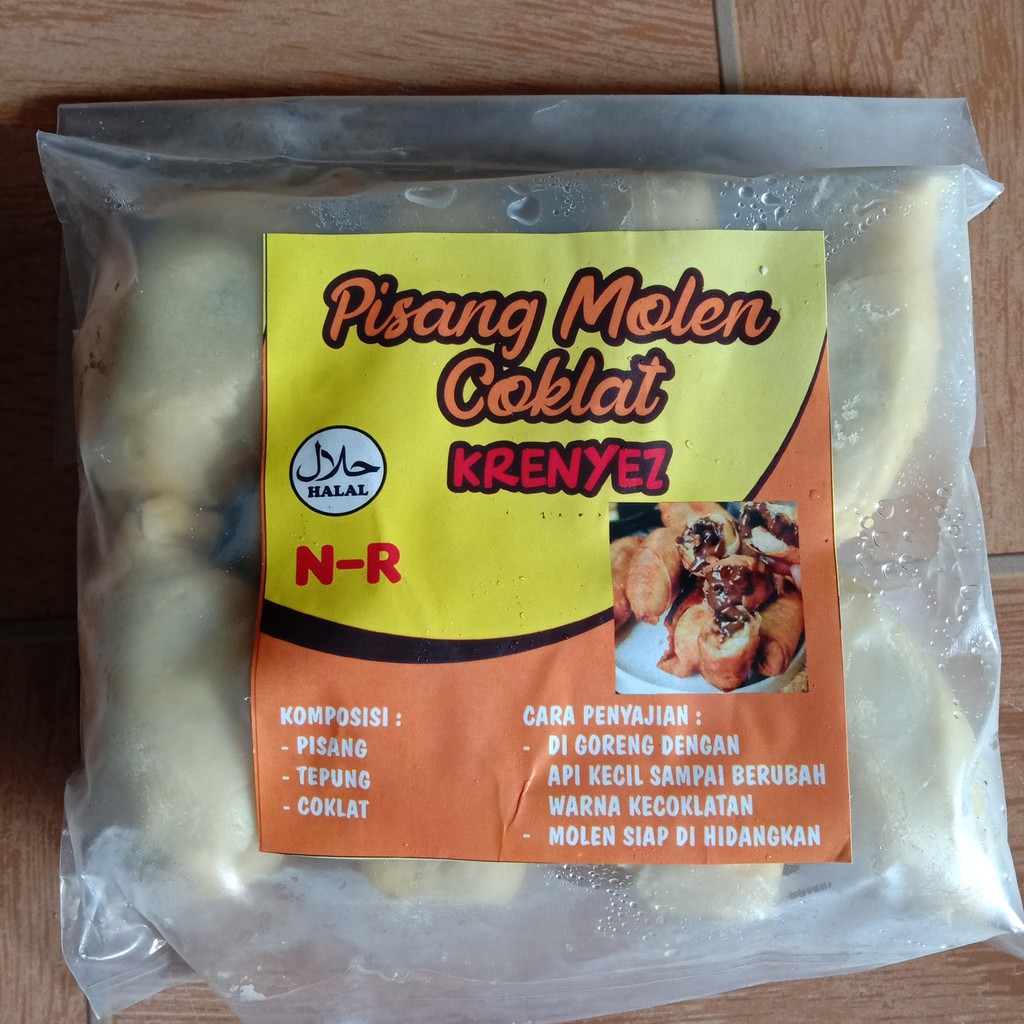 Pisang Molen
Coklat
KRENYEZ
حلال
HALAL
N-R
KOMPOSISI :
- PISANG
- TEPUNG
- COKLAT
CARA PENYAJIAN :
- DI GORENG DENGAN
API KECIL SAMPAI BERUBAH
WARNA KECOKLATAN
- MOLEN SIAP DI HIDANGKAN